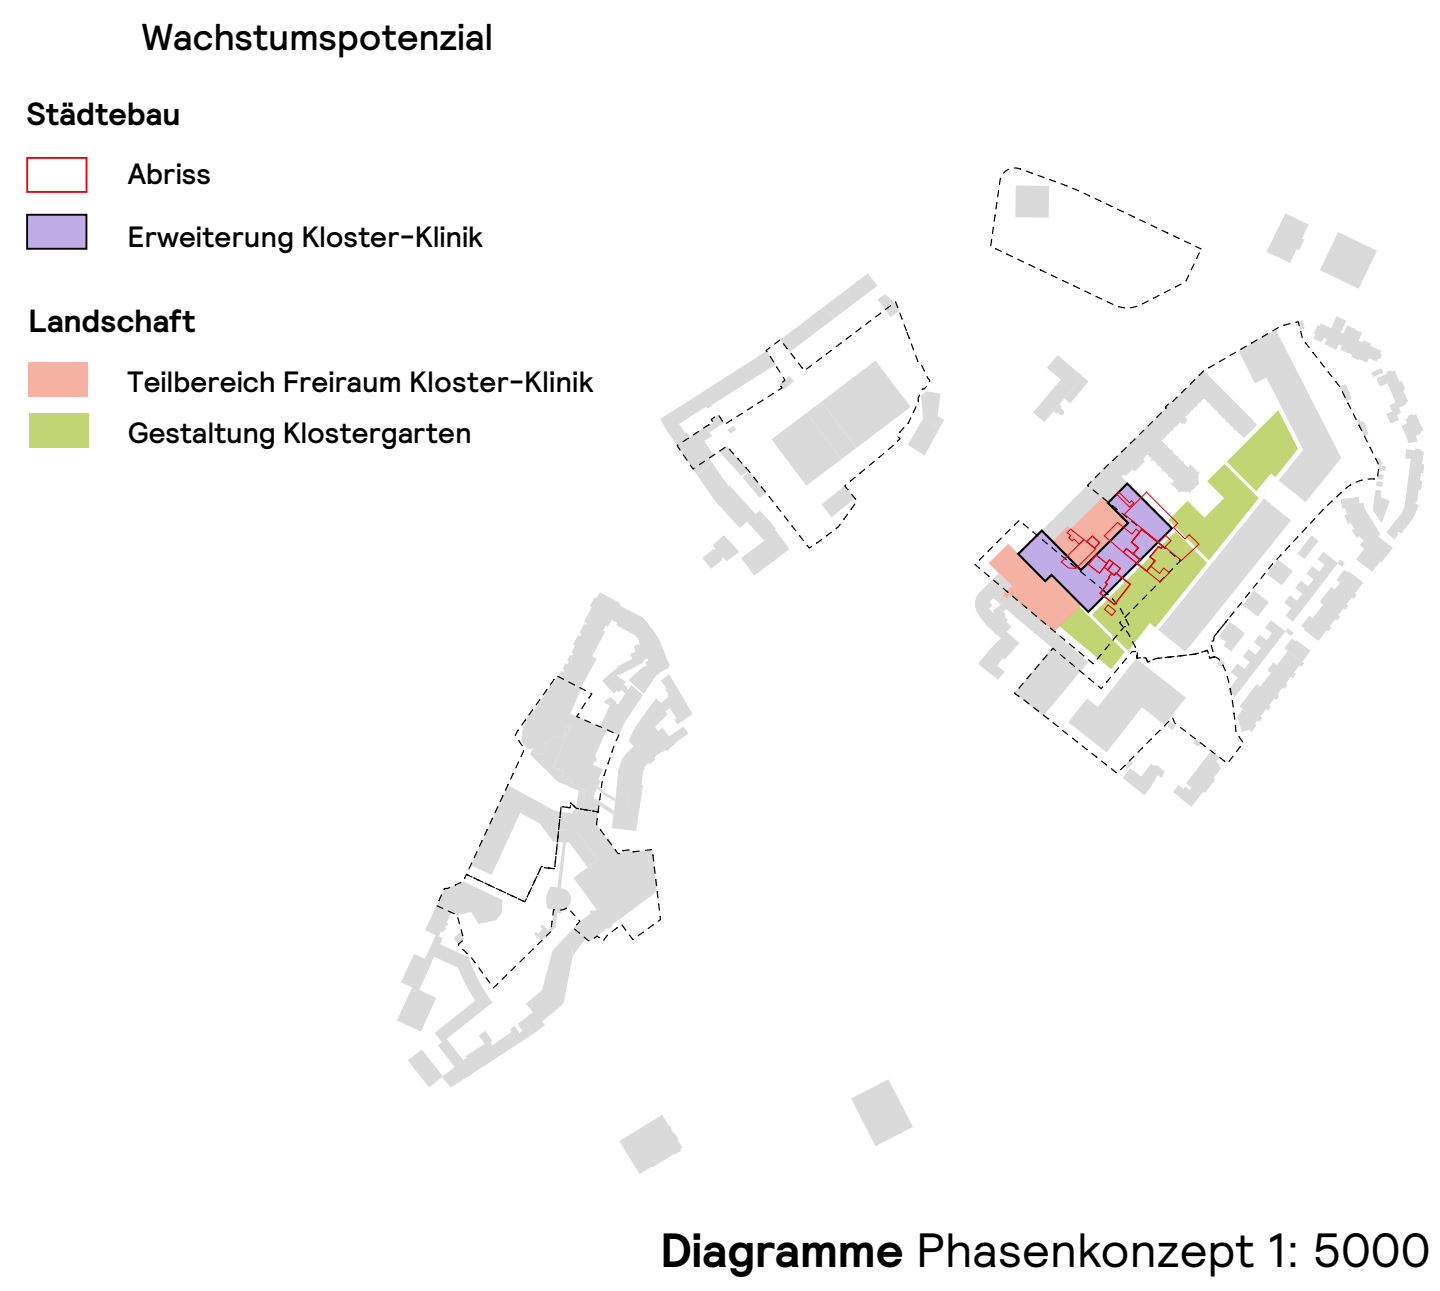 Wachstumspotenzial
Städtebau
Abriss
Erweiterung Kloster-Klinik
Landschaft
Teilbereich Freiraum Kloster-Klinik
Gestaltung Klostergarten
Diagramme Phasenkonzept 1: 5000